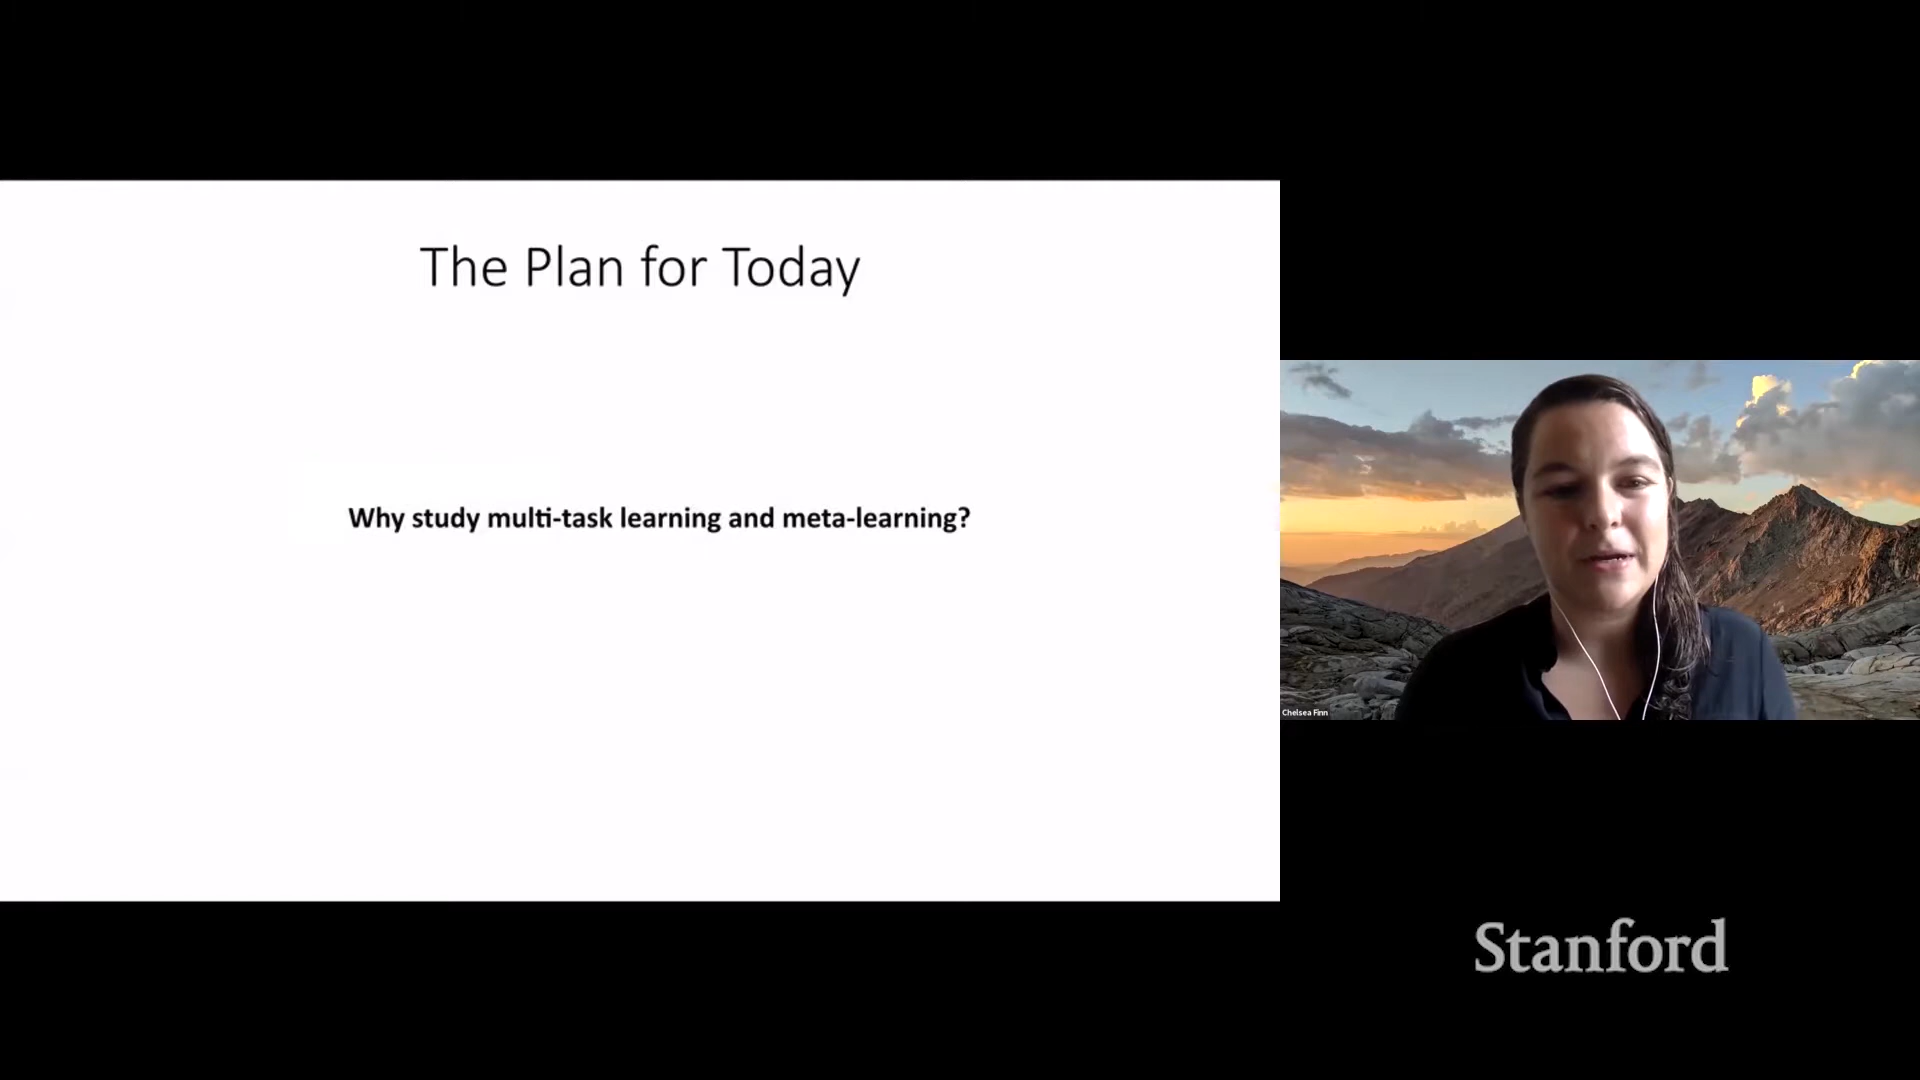 The Plan for Today
Why study multi-task learning and meta-learning?
Chelsea Finn
Stanford